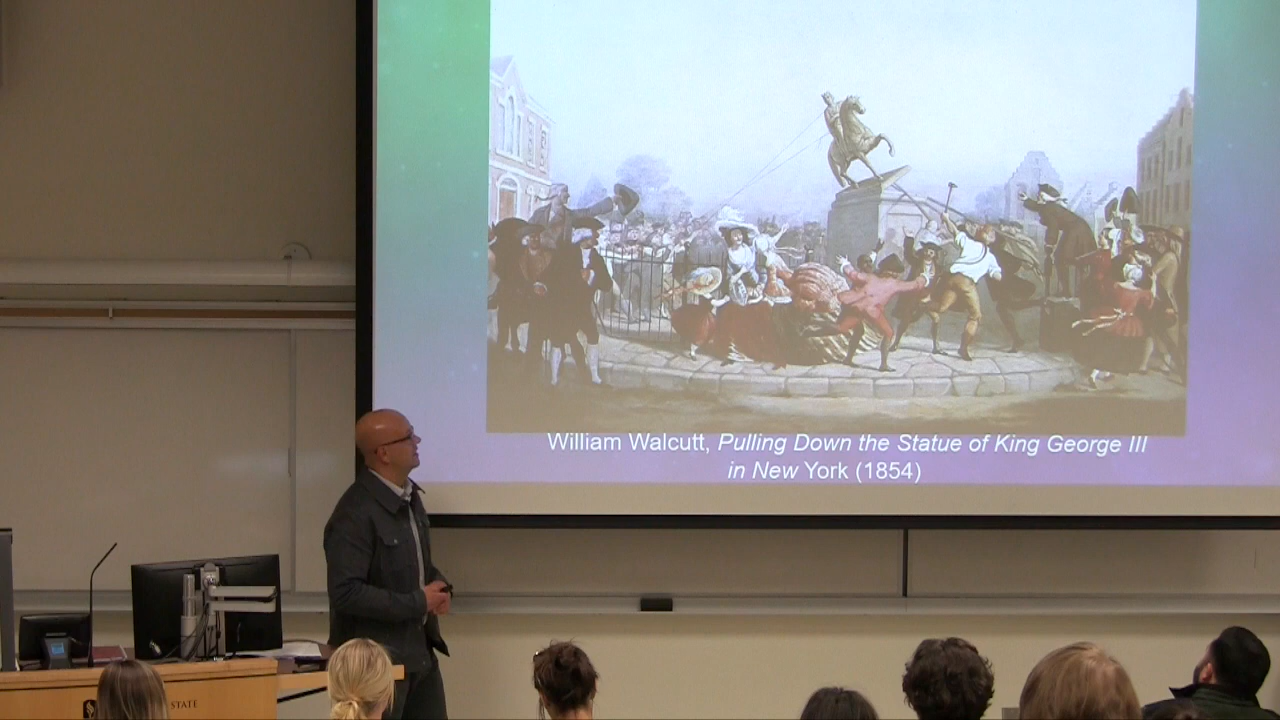 William Walcutt, Pulling Down the Statue of King George III
in New York (1854)
STATE